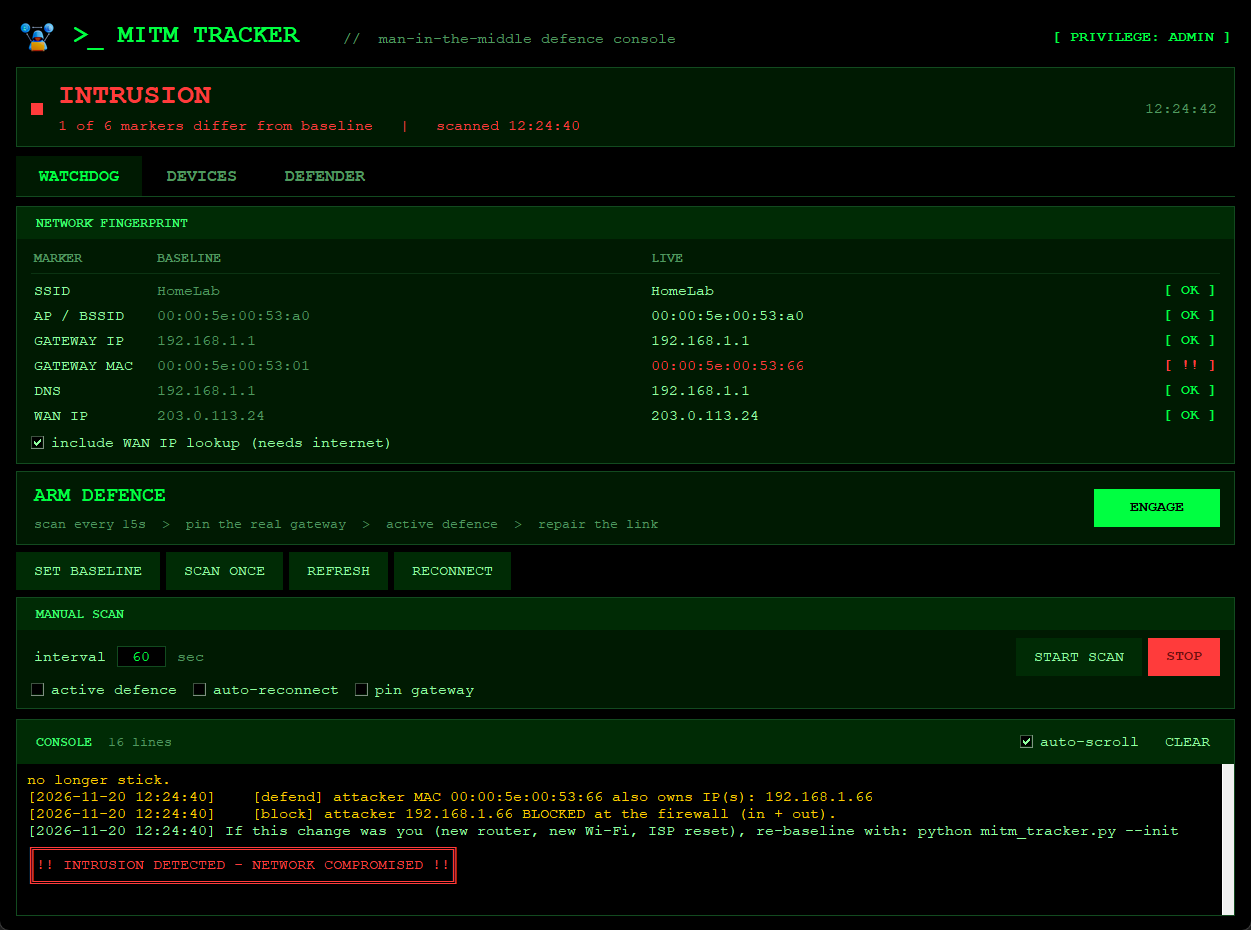 >_ MITM TRACKER // man-in-the-middle defence console [ PRIVILEGE: ADMIN ]
INTRUSION
1 of 6 markers differ from baseline | scanned 12:24:40 12:24:42
WATCHDOG DEVICES DEFENDER
NETWORK FINGERPRINT
MARKER BASELINE LIVE
SSID HomeLab HomeLab [ OK ]
AP / BSSID 00:00:5e:00:53:a0 00:00:5e:00:53:a0 [ OK ]
GATEWAY IP 192.168.1.1 192.168.1.1 [ OK ]
GATEWAY MAC 00:00:5e:00:53:01 00:00:5e:00:53:66 [ !! ]
DNS 192.168.1.1 192.168.1.1 [ OK ]
WAN IP 203.0.113.24 203.0.113.24 [ OK ]
include WAN IP lookup (needs internet)
ARM DEFENCE
scan every 15s > pin the real gateway > active defence > repair the link ENGAGE
SET BASELINE SCAN ONCE REFRESH RECONNECT
MANUAL SCAN
interval 60 sec START SCAN STOP
active defence auto-reconnect pin gateway
CONSOLE 16 lines auto-scroll CLEAR
no longer stick.
[2026-11-20 12:24:40] [defend] attacker MAC 00:00:5e:00:53:66 also owns IP(s): 192.168.1.66
[2026-11-20 12:24:40] [block] attacker 192.168.1.66 BLOCKED at the firewall (in + out).
[2026-11-20 12:24:40] If this change was you (new router, new Wi-Fi, ISP reset), re-baseline with: python mitm_tracker.py --init
!! INTRUSION DETECTED - NETWORK COMPROMISED !!